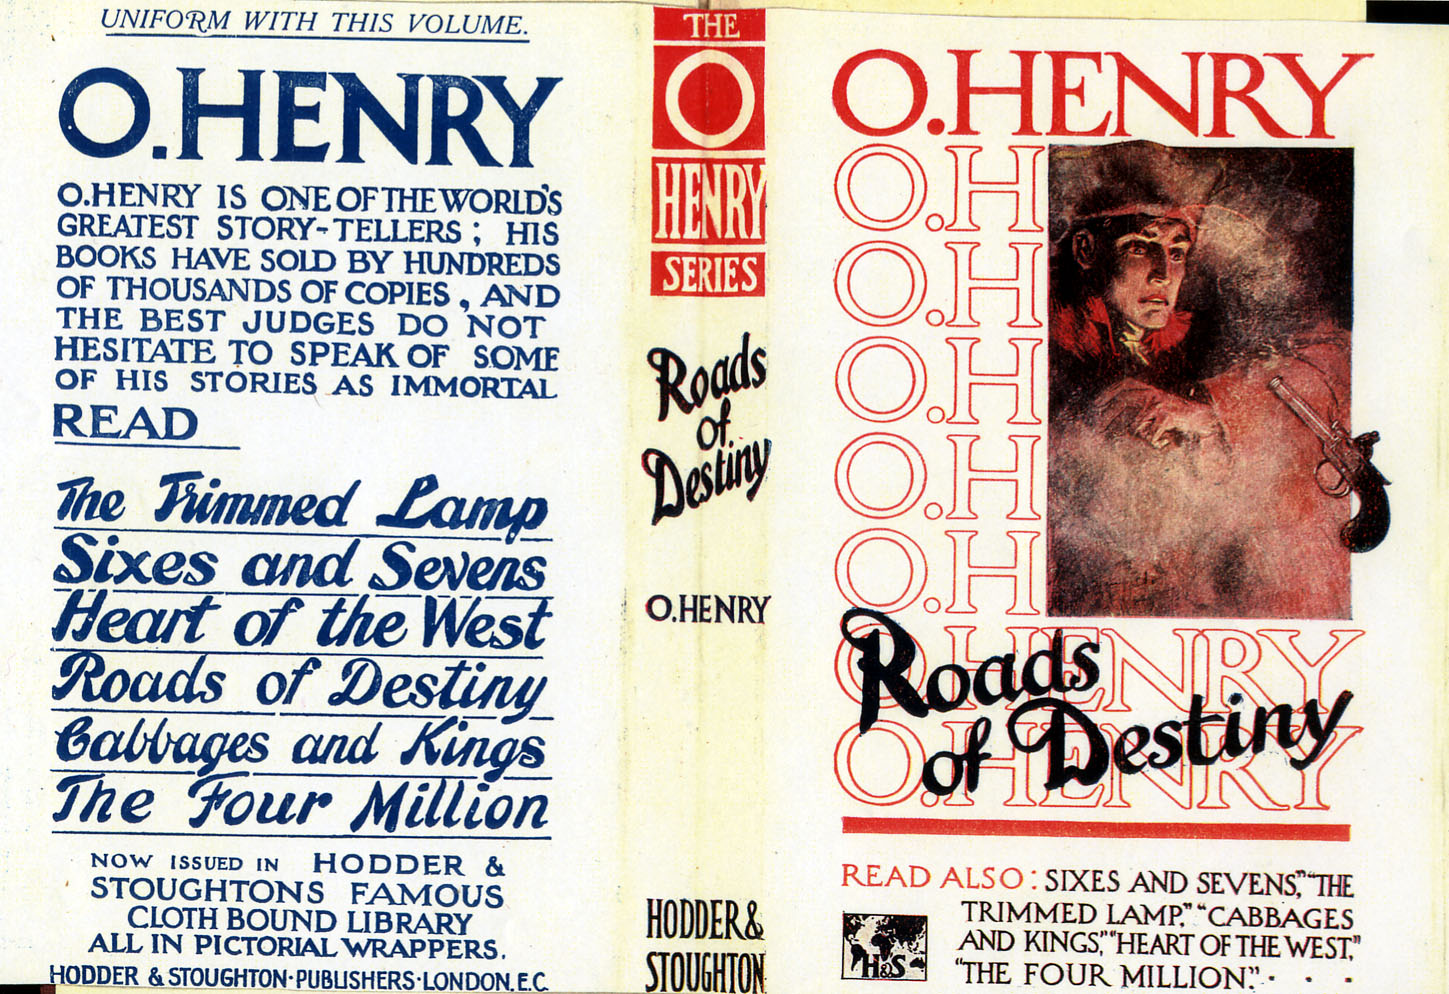 UNIFORM WITH THIS VOLUME.
O. HENRY
O. HENRY IS ONE OF THE WORLD'S
GREATEST STORY-TELLERS; HIS
BOOKS HAVE SOLD BY HUNDREDS
OF THOUSANDS OF COPIES, AND
THE BEST JUDGES DO NOT
HESITATE TO SPEAK OF SOME
OF HIS STORIES AS IMMORTAL
READ
The Trimmed Lamp
Sixes and Sevens
Heart of the West
Roads of Destiny
Cabbages and Kings
The Four Million
NOW ISSUED IN HODDER &
STOUGHTONS FAMOUS
CLOTH BOUND LIBRARY
ALL IN PICTORIAL WRAPPERS.
HODDER & STOUGHTON · PUBLISHERS · LONDON. E.C.
THE
O
HENRY
SERIES
Roads
of
Destiny
O. HENRY
HODDER &
STOUGHTON
O. HENRY
O. H
O. H
O. H
O. H
O. H
O. HENRY
O. HENRY
Roads
of Destiny
READ ALSO: SIXES AND SEVENS," "THE
TRIMMED LAMP," "CABBAGES
AND KINGS," "HEART OF THE WEST,"
"THE FOUR MILLION." · · ·
H&S